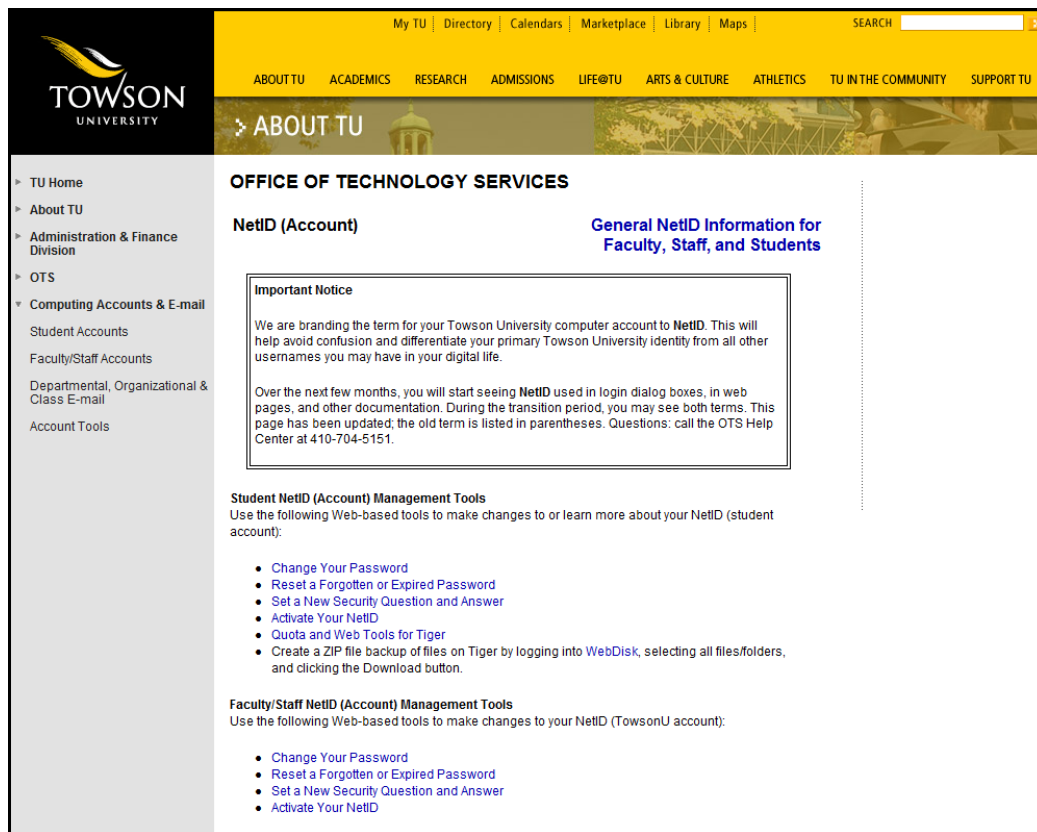 My TU Directory Calendars Marketplace Library Maps SEARCH
TOWSON
UNIVERSITY
ABOUT TU ACADEMICS RESEARCH ADMISSIONS LIFE@TU ARTS & CULTURE ATHLETICS TU IN THE COMMUNITY SUPPORT TU
ABOUT TU
TU Home
About TU
Administration & Finance
Division
OTS
Computing Accounts & E-mail
Student Accounts
Faculty/Staff Accounts
Departmental, Organizational &
Class E-mail
Account Tools
OFFICE OF TECHNOLOGY SERVICES
NetID (Account)
General NetID Information for
Faculty, Staff, and Students
Important Notice
We are branding the term for your Towson University computer account to NetID. This will
help avoid confusion and differentiate your primary Towson University identity from all other
usernames you may have in your digital life.
Over the next few months, you will start seeing NetID used in login dialog boxes, in web
pages, and other documentation. During the transition period, you may see both terms. This
page has been updated; the old term is listed in parentheses. Questions: call the OTS Help
Center at 410-704-5151.
Student NetID (Account) Management Tools
Use the following Web-based tools to make changes to or learn more about your NetID (student
account):
Change Your Password
Reset a Forgotten or Expired Password
Set a New Security Question and Answer
Activate Your NetID
Quota and Web Tools for Tiger
Create a ZIP file backup of files on Tiger by logging into WebDisk, selecting all files/folders,
and clicking the Download button.
Faculty/Staff NetID (Account) Management Tools
Use the following Web-based tools to make changes to your NetID (TowsonU account):
Change Your Password
Reset a Forgotten or Expired Password
Set a New Security Question and Answer
Activate Your NetID